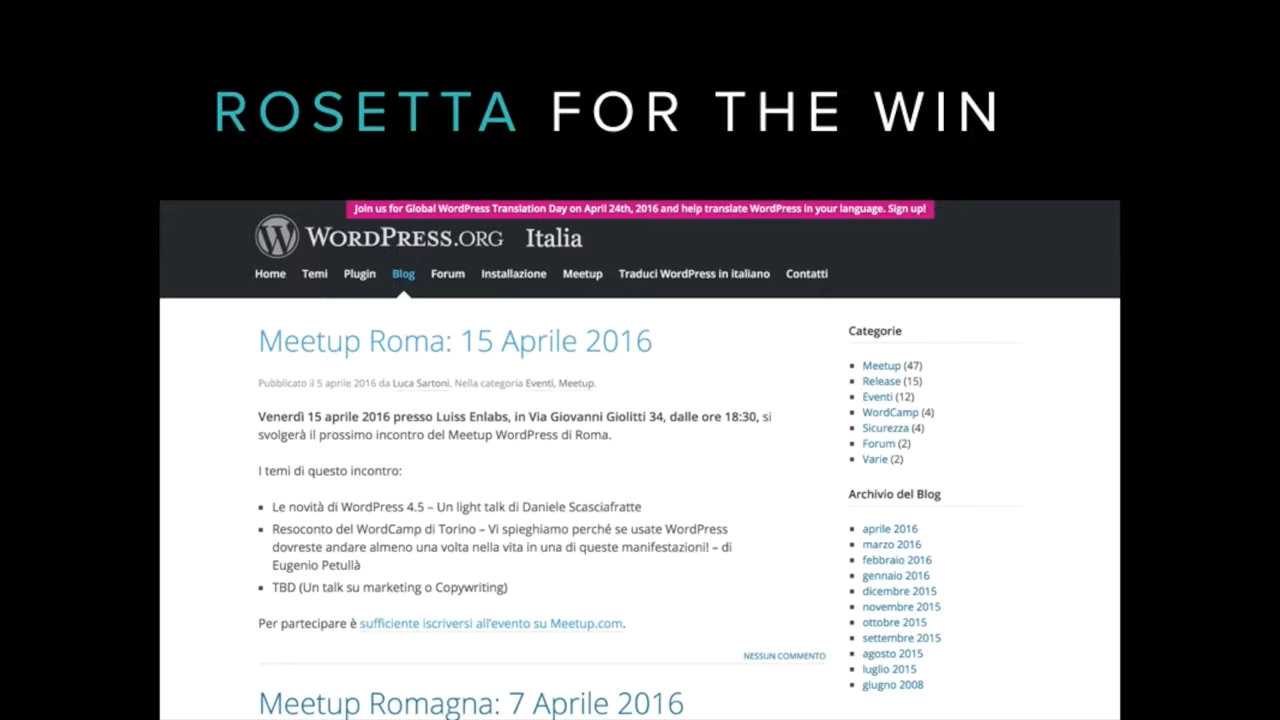 ROSETTA FOR THE WIN
Join us for Global WordPress Translation Day on April 24th, 2016 and help translate WordPress in your language. Sign up!
WORDPRESS.ORG Italia
Home Temi Plugin Blog Forum Installazione Meetup Traduci WordPress in italiano Contatti
Meetup Roma: 15 Aprile 2016
Pubblicato il 5 aprile 2016 da Luca Sartoni. Nella categoria Eventi, Meetup.
Venerdì 15 aprile 2016 presso Luiss Enlabs, in Via Giovanni Giolitti 34, dalle ore 18:30, si
svolgerà il prossimo incontro del Meetup WordPress di Roma.
I temi di questo incontro:
Le novità di WordPress 4.5 – Un light talk di Daniele Scasciafratte
Resoconto del WordCamp di Torino – Vi spieghiamo perché se usate WordPress
dovreste andare almeno una volta nella vita in una di queste manifestazioni! – di
Eugenio Petullà
TBD (Un talk su marketing o Copywriting)
Per partecipare è sufficiente iscriversi all'evento su Meetup.com.
NESSUN COMMENTO
Meetup Romagna: 7 Aprile 2016
Categorie
Meetup (47)
Release (15)
Eventi (12)
WordCamp (4)
Sicurezza (4)
Forum (2)
Varie (2)
Archivio del Blog
aprile 2016
marzo 2016
febbraio 2016
gennaio 2016
dicembre 2015
novembre 2015
ottobre 2015
settembre 2015
agosto 2015
luglio 2015
giugno 2008